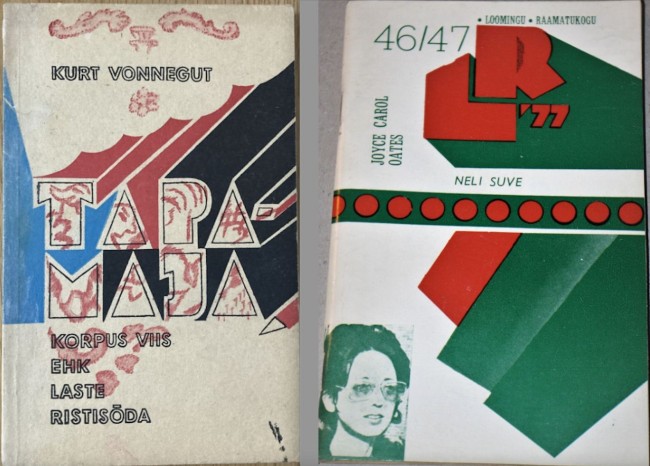 KURT VONNEGUT
TAPA-
MAJA
KORPUS VIIS
EHK
LASTE
RISTISÕDA
46/47
• LOOMINGU • RAAMATUKOGU
LR
'77
JOYCE CAROL
OATES
NELI SUVE